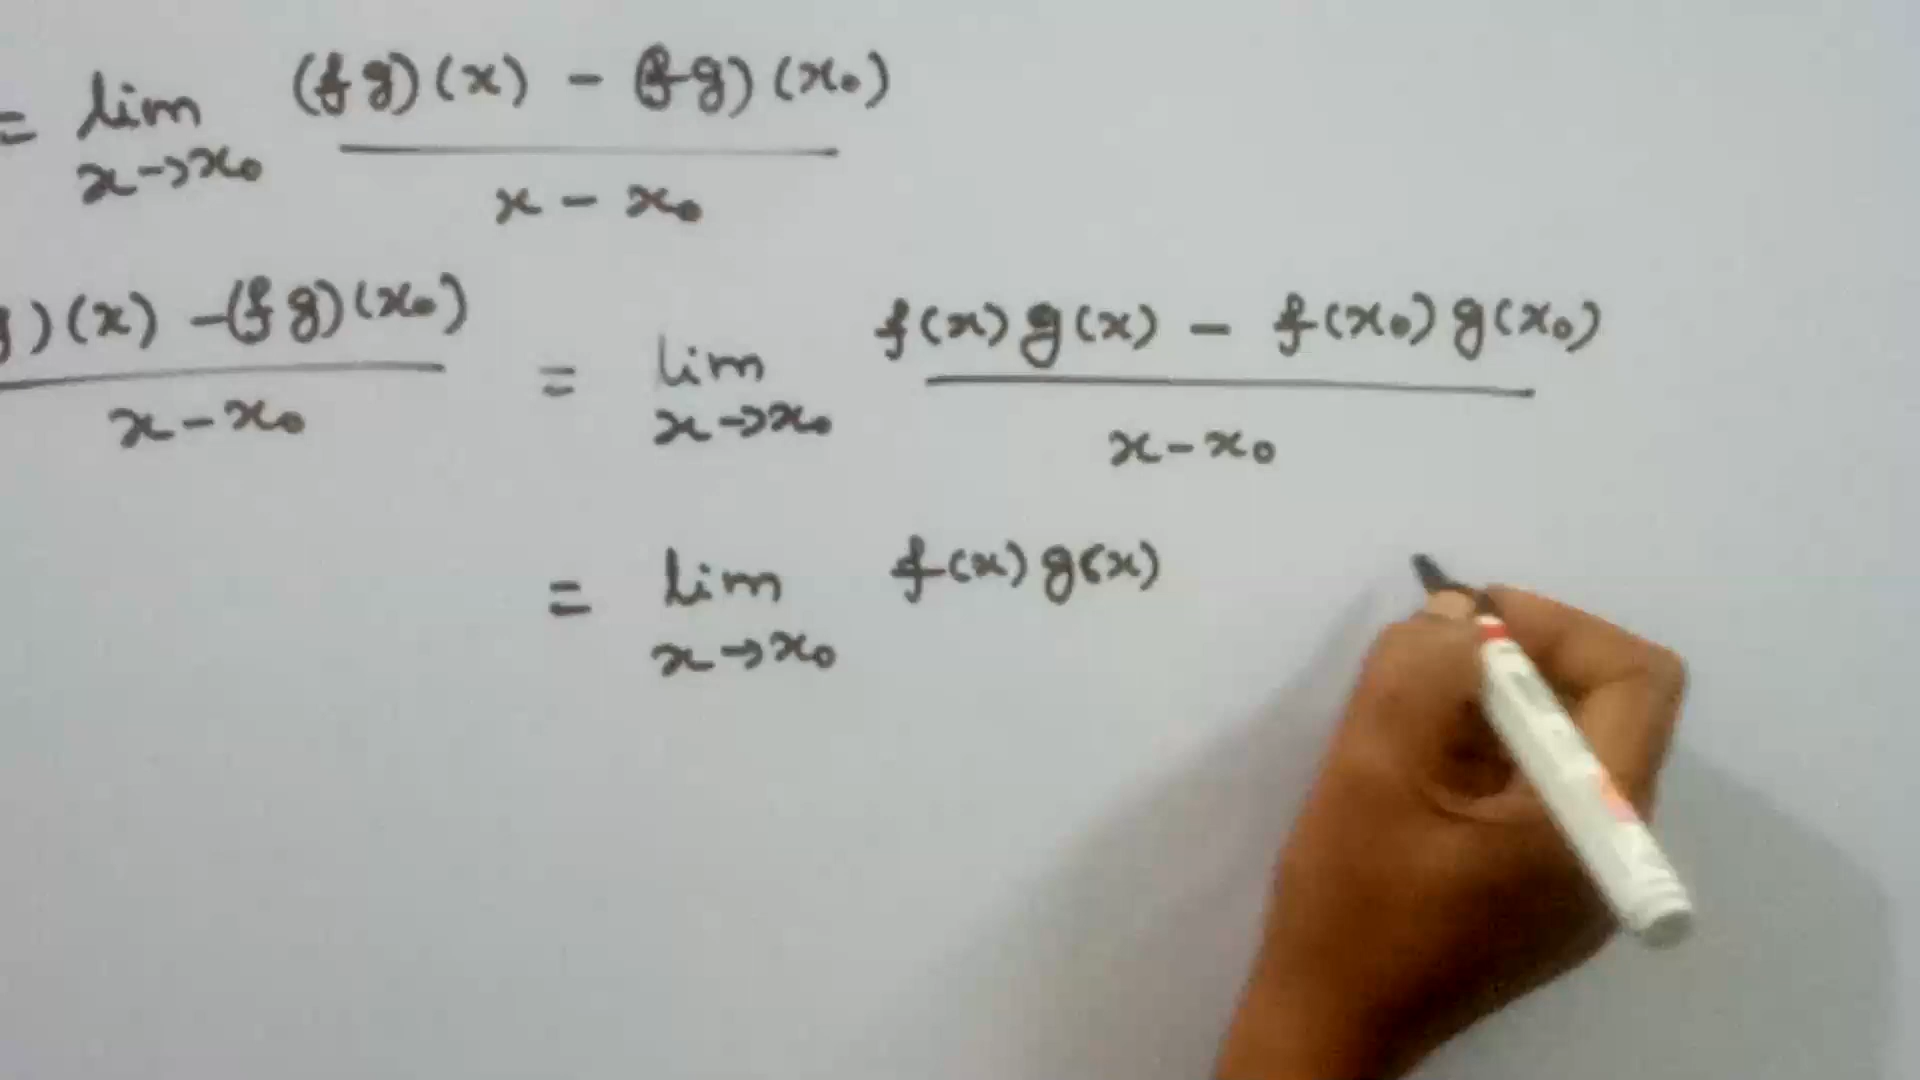 = lim (fg)(x) - (fg)(x₀)
x→x₀ x - x₀
)(x) - (fg)(x₀) = lim f(x)g(x) - f(x₀)g(x₀)
x-x₀ x→x₀ x-x₀
= lim f(x)g(x)
x→x₀